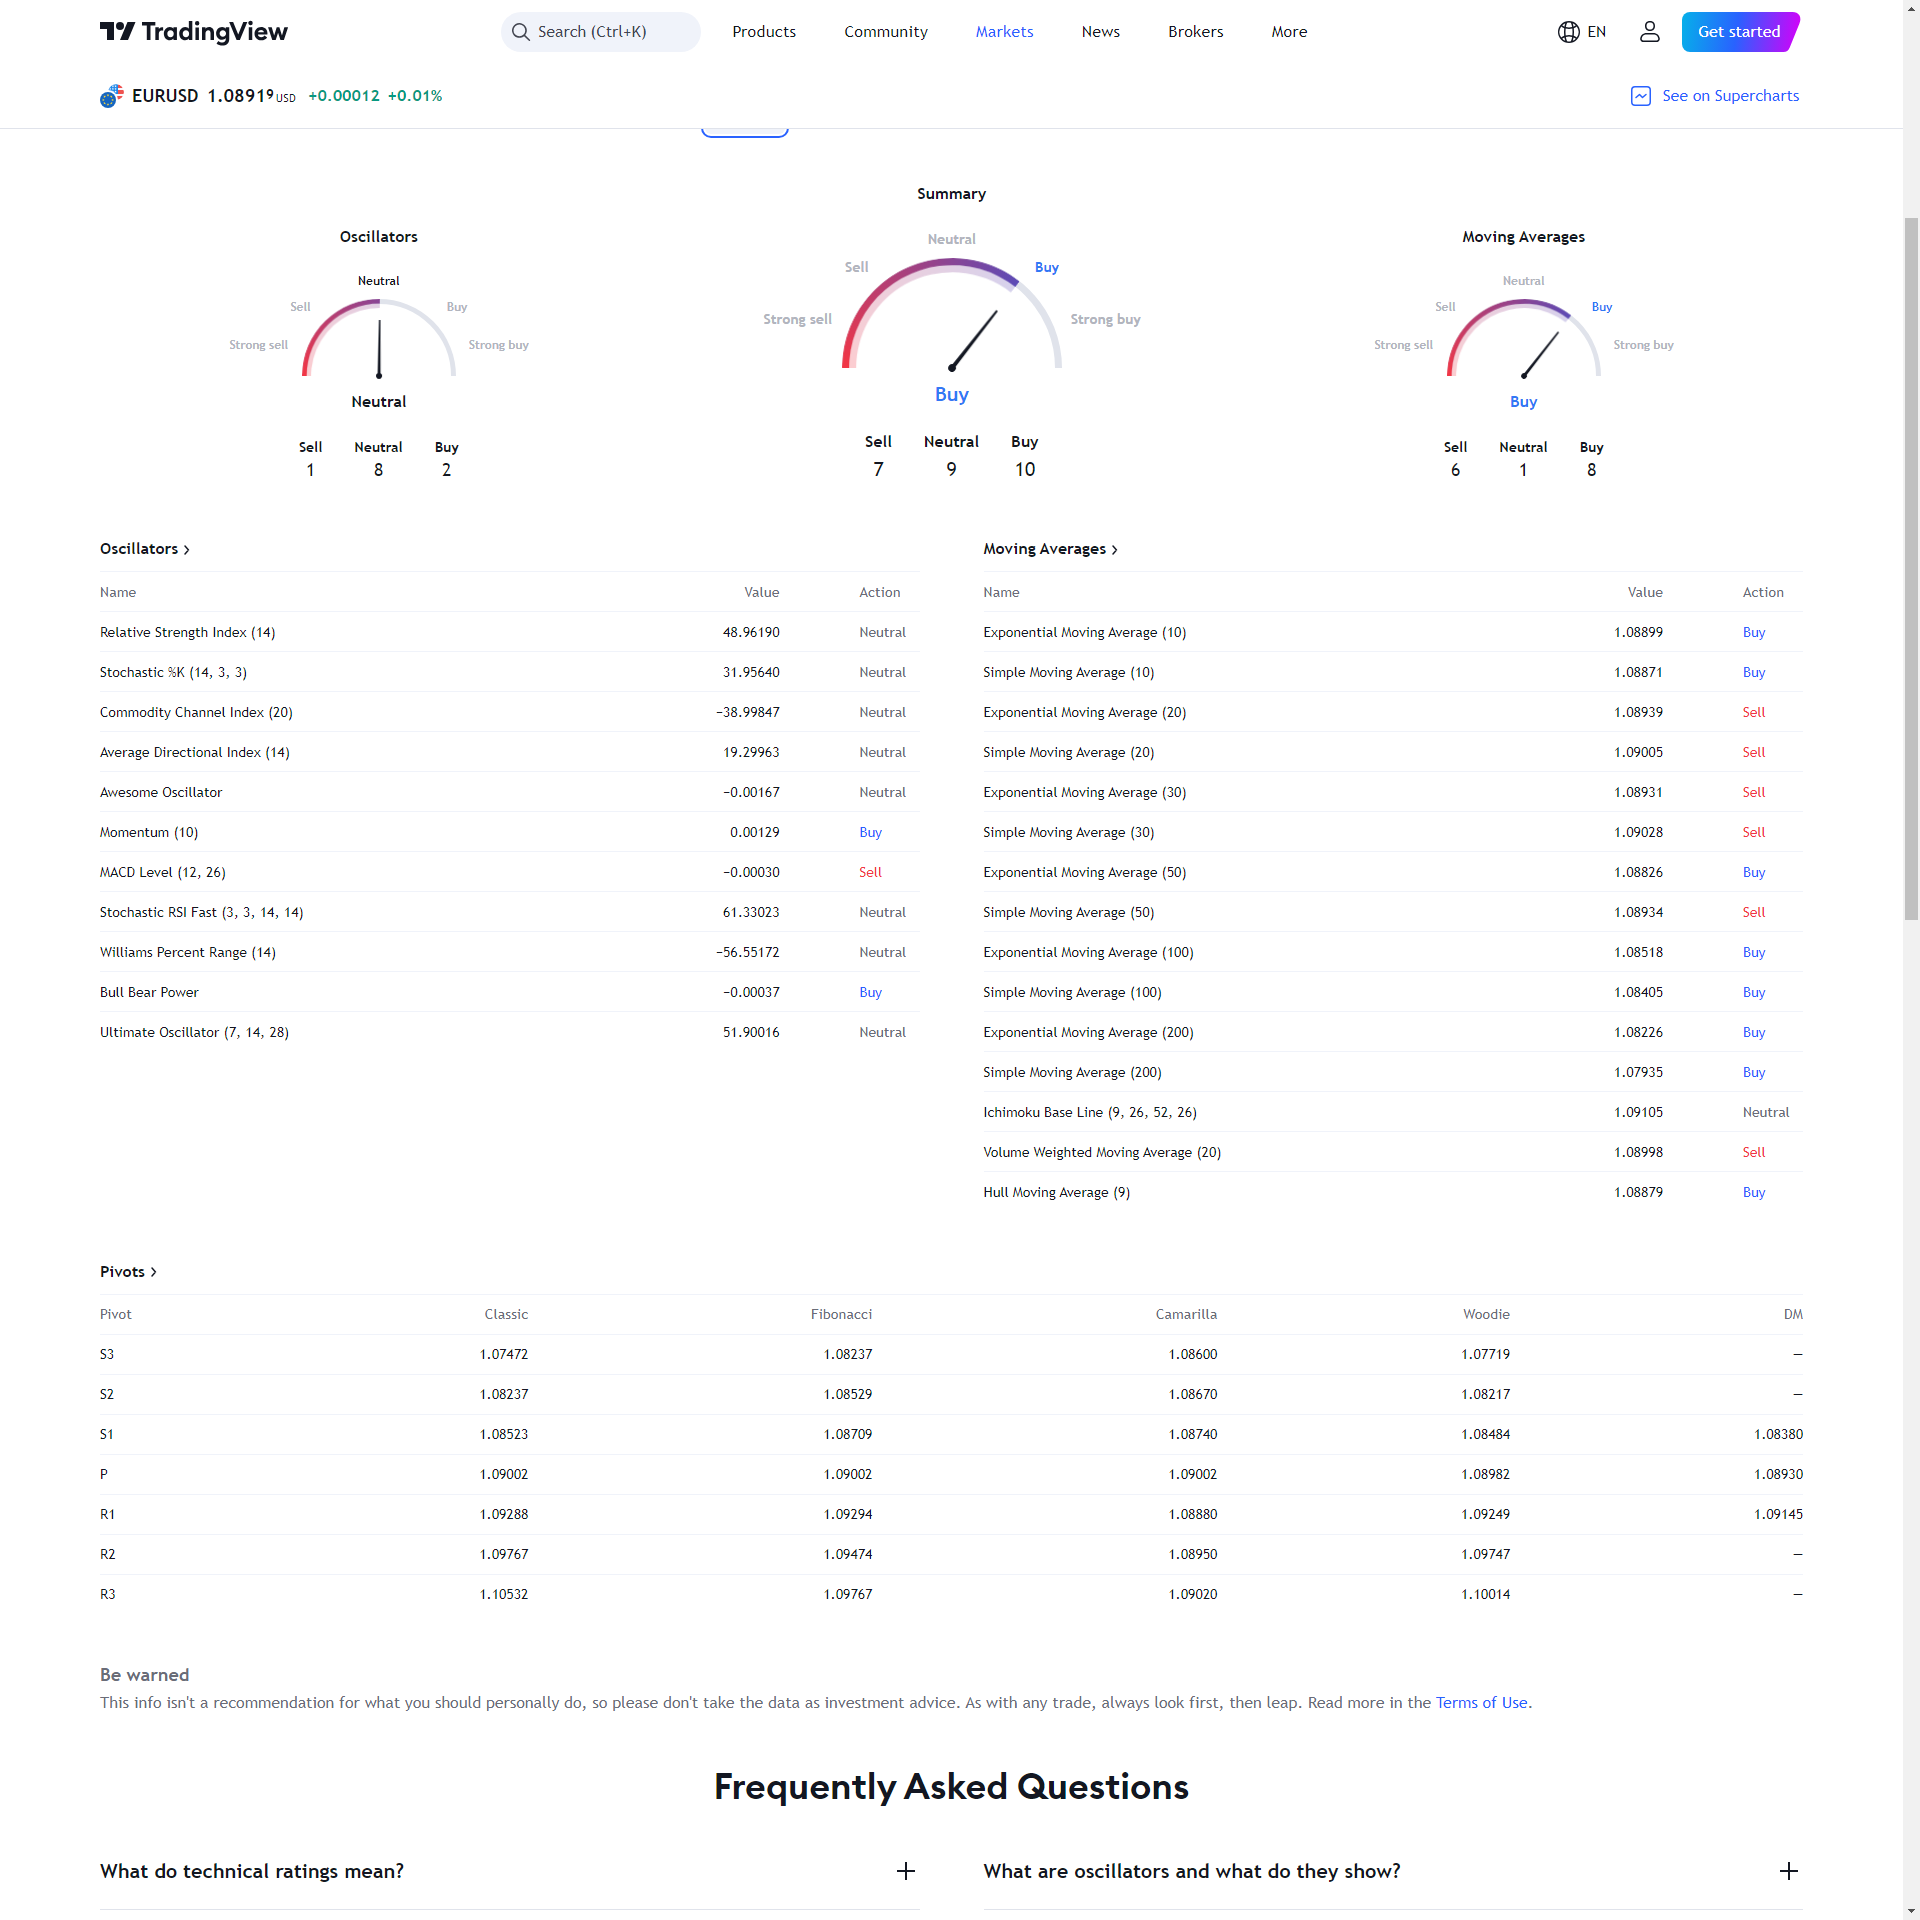 TradingView
Search (Ctrl+K)
Products
Community
Markets
News
Brokers
More
EN
Get started
EURUSD 1.08919 USD +0.00012 +0.01%
See on Supercharts
Summary
Neutral
Sell
Buy
Strong sell
Strong buy
Buy
Sell Neutral Buy
7 9 10
Oscillators
Neutral
Sell
Buy
Strong sell
Strong buy
Neutral
Sell Neutral Buy
1 8 2
Moving Averages
Neutral
Sell
Buy
Strong sell
Strong buy
Buy
Sell Neutral Buy
6 1 8
Oscillators
Name Value Action
Relative Strength Index (14) 48.96190 Neutral
Stochastic %K (14, 3, 3) 31.95640 Neutral
Commodity Channel Index (20) −38.99847 Neutral
Average Directional Index (14) 19.29963 Neutral
Awesome Oscillator −0.00167 Neutral
Momentum (10) 0.00129 Buy
MACD Level (12, 26) −0.00030 Sell
Stochastic RSI Fast (3, 3, 14, 14) 61.33023 Neutral
Williams Percent Range (14) −56.55172 Neutral
Bull Bear Power −0.00037 Buy
Ultimate Oscillator (7, 14, 28) 51.90016 Neutral
Moving Averages
Name Value Action
Exponential Moving Average (10) 1.08899 Buy
Simple Moving Average (10) 1.08871 Buy
Exponential Moving Average (20) 1.08939 Sell
Simple Moving Average (20) 1.09005 Sell
Exponential Moving Average (30) 1.08931 Sell
Simple Moving Average (30) 1.09028 Sell
Exponential Moving Average (50) 1.08826 Buy
Simple Moving Average (50) 1.08934 Sell
Exponential Moving Average (100) 1.08518 Buy
Simple Moving Average (100) 1.08405 Buy
Exponential Moving Average (200) 1.08226 Buy
Simple Moving Average (200) 1.07935 Buy
Ichimoku Base Line (9, 26, 52, 26) 1.09105 Neutral
Volume Weighted Moving Average (20) 1.08998 Sell
Hull Moving Average (9) 1.08879 Buy
Pivots
Pivot Classic Fibonacci Camarilla Woodie DM
S3 1.07472 1.08237 1.08600 1.07719 —
S2 1.08237 1.08529 1.08670 1.08217 —
S1 1.08523 1.08709 1.08740 1.08484 1.08380
P 1.09002 1.09002 1.09002 1.08982 1.08930
R1 1.09288 1.09294 1.08880 1.09249 1.09145
R2 1.09767 1.09474 1.08950 1.09747 —
R3 1.10532 1.09767 1.09020 1.10014 —
Be warned
This info isn't a recommendation for what you should personally do, so please don't take the data as investment advice. As with any trade, always look first, then leap. Read more in the Terms of Use.
Frequently Asked Questions
What do technical ratings mean?
What are oscillators and what do they show?